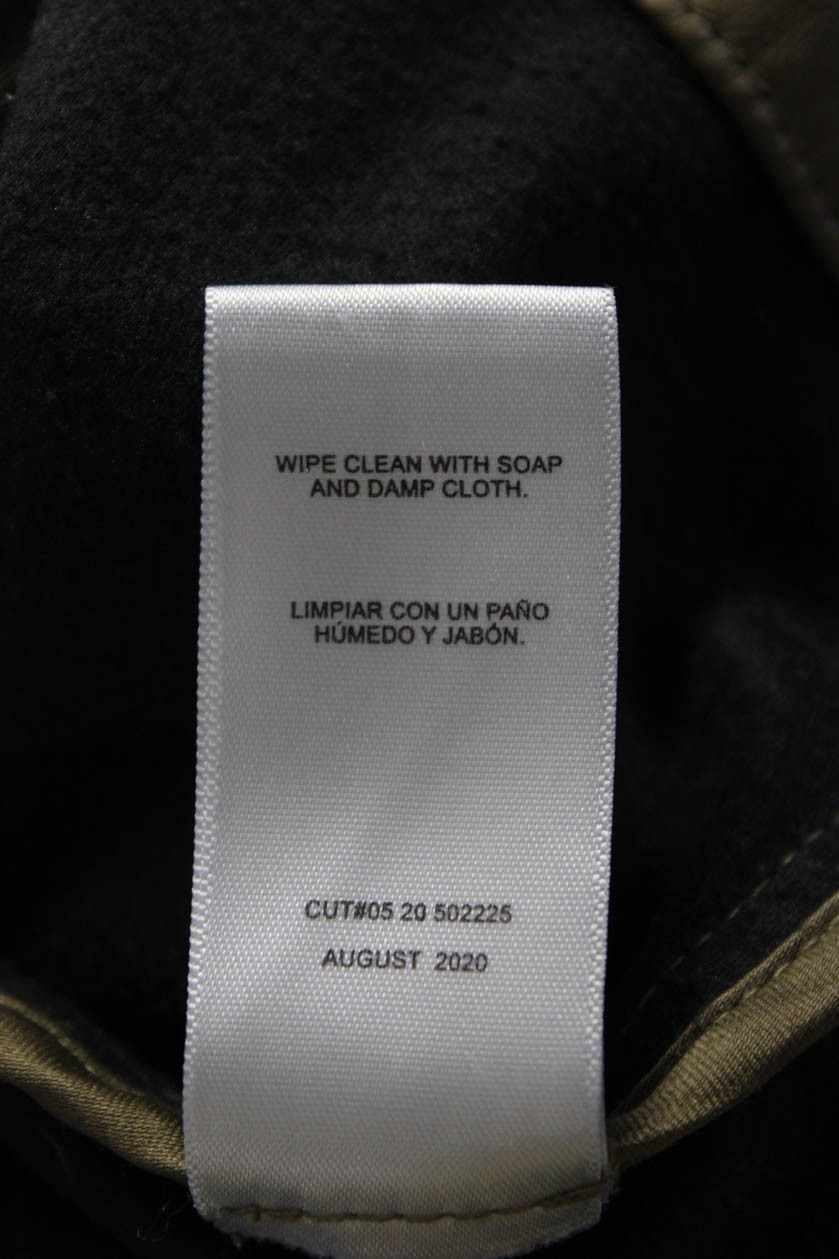 WIPE CLEAN WITH SOAP
AND DAMP CLOTH.
LIMPIAR CON UN PAÑO
HÚMEDO Y JABÓN.
CUT#05 20 502225
AUGUST 2020